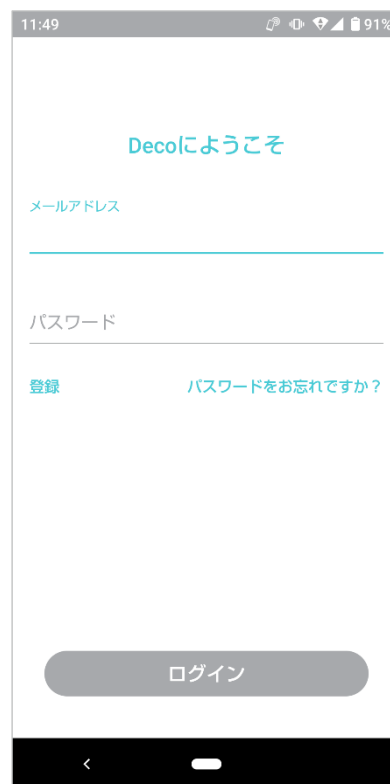 11:49 91%
Decoにようこそ
メールアドレス
パスワード
登録 パスワードをお忘れですか？
ログイン